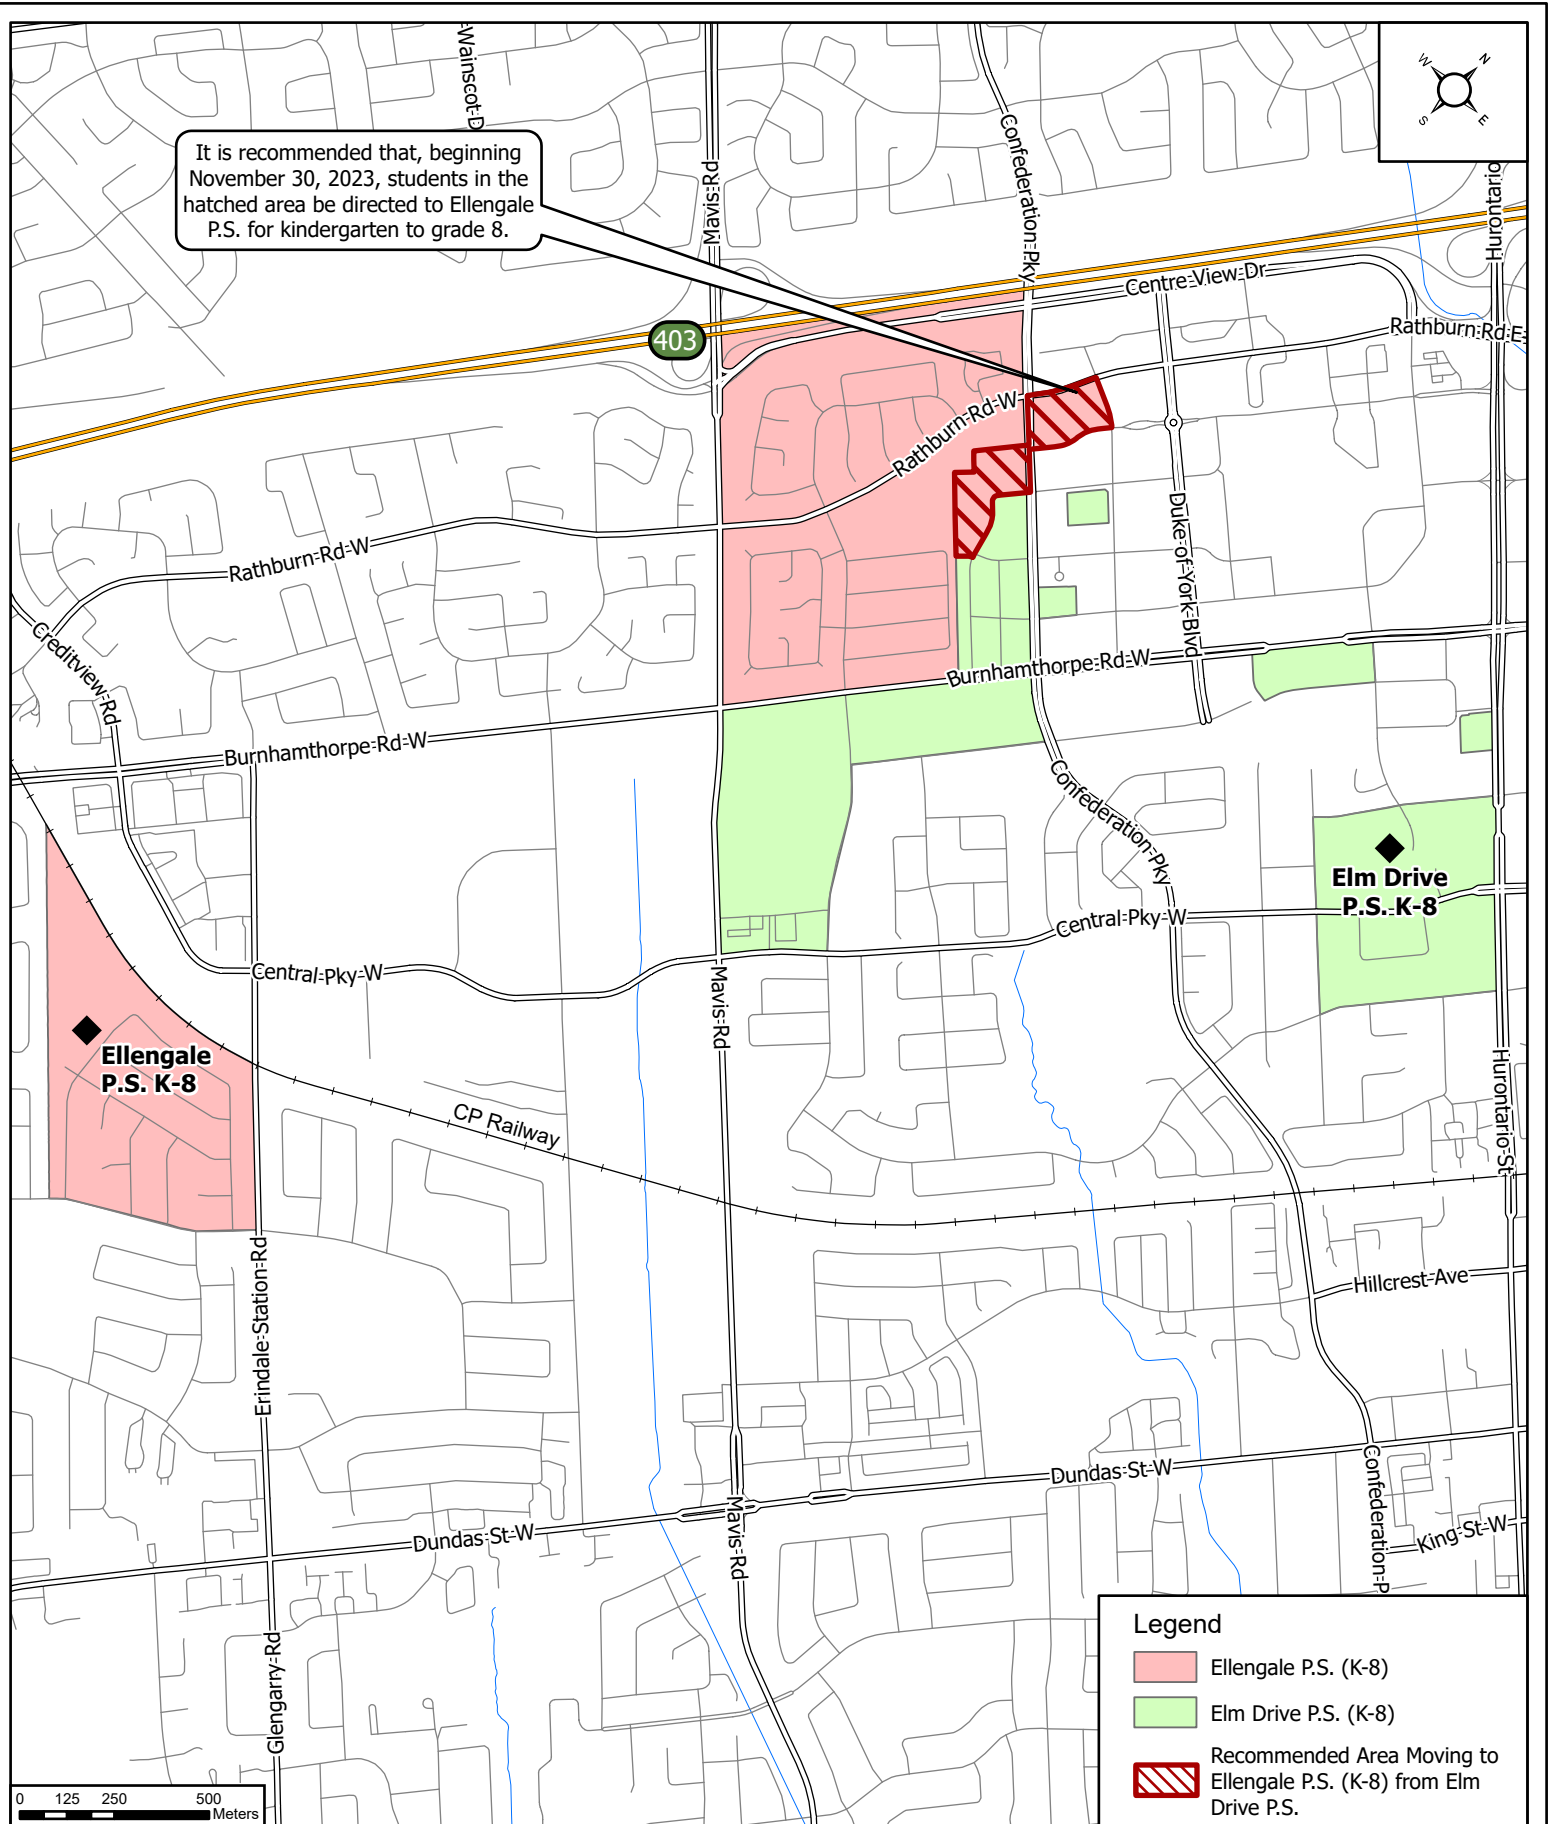 Wainscot-D
Mavis-Rd
Confederation-Pky
W
N
S
E
Hurontario
It is recommended that, beginning
November 30, 2023, students in the
hatched area be directed to Ellengale
P.S. for kindergarten to grade 8.
403
Centre-View-Dr
Rathburn-Rd-E
Rathburn-Rd-W
Rathburn-Rd-W
Duke-of-York-Blvd
Creditview-Rd
Burnhamthorpe-Rd-W
Burnhamthorpe-Rd-W
Confederation-Pky
Elm Drive
P.S. K-8
Central-Pky-W
Central-Pky-W
Mavis-Rd
Ellengale
P.S. K-8
CP Railway
Hurontario-St
Erindale-Station-Rd
Hillcrest-Ave
Dundas-St-W
Dundas-St-W
Mavis-Rd
Confederation-P
King-St-W
Glengarry-Rd
Legend
Ellengale P.S. (K-8)
Elm Drive P.S. (K-8)
Recommended Area Moving to
Ellengale P.S. (K-8) from Elm
Drive P.S.
0 125 250 500
Meters